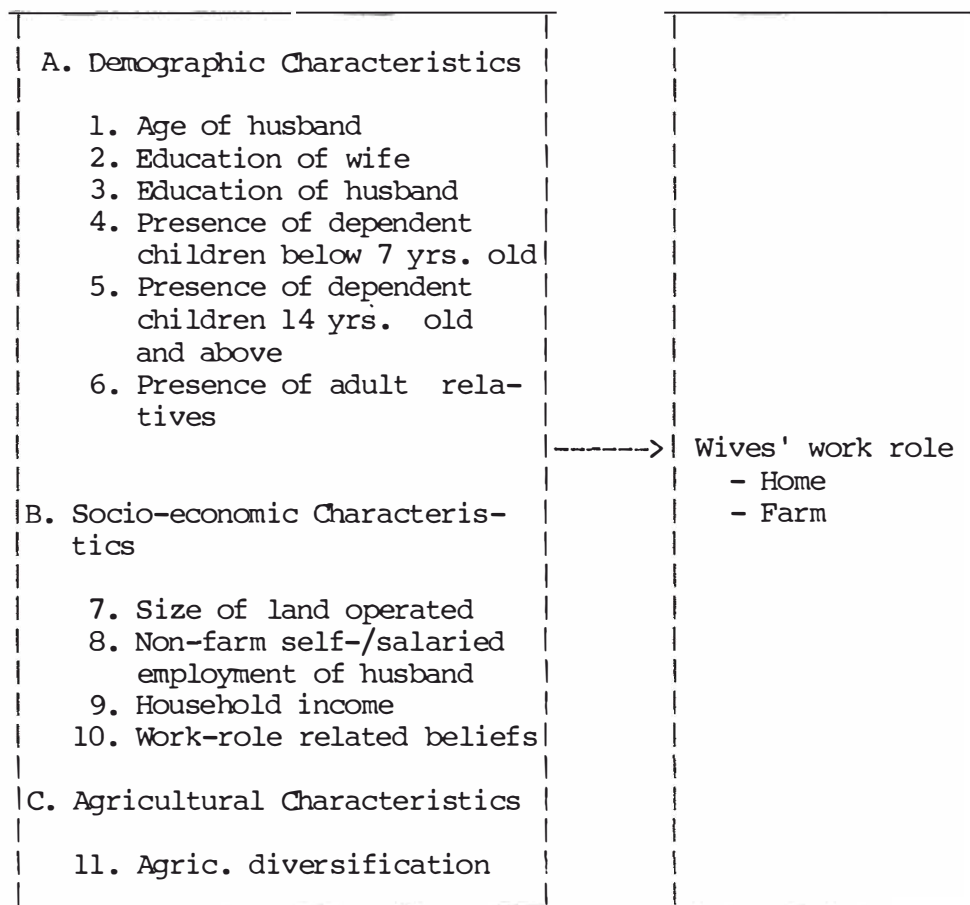 A. Demographic Characteristics
1. Age of husband
2. Education of wife
3. Education of husband
4. Presence of dependent
children below 7 yrs. old
5. Presence of dependent
children 14 yrs. old
and above
6. Presence of adult rela-
tives
B. Socio-economic Characteris-
tics
7. Size of land operated
8. Non-farm self-/salaried
employment of husband
9. Household income
10. Work-role related beliefs
C. Agricultural Characteristics
11. Agric. diversification
------> Wives' work role
- Home
- Farm